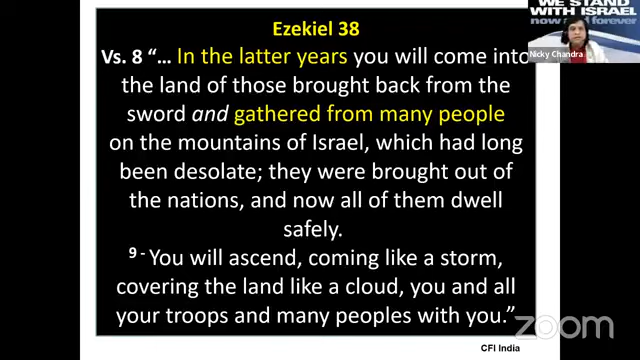 WE STAND
WITH ISRAEL
now and forever
Nicky Chandra
Ezekiel 38
Vs. 8 “… In the latter years you will come into
the land of those brought back from the
sword and gathered from many people
on the mountains of Israel, which had long
been desolate; they were brought out of
the nations, and now all of them dwell
safely.
9 - You will ascend, coming like a storm,
covering the land like a cloud, you and all
your troops and many peoples with you.”
zoom
CFI India